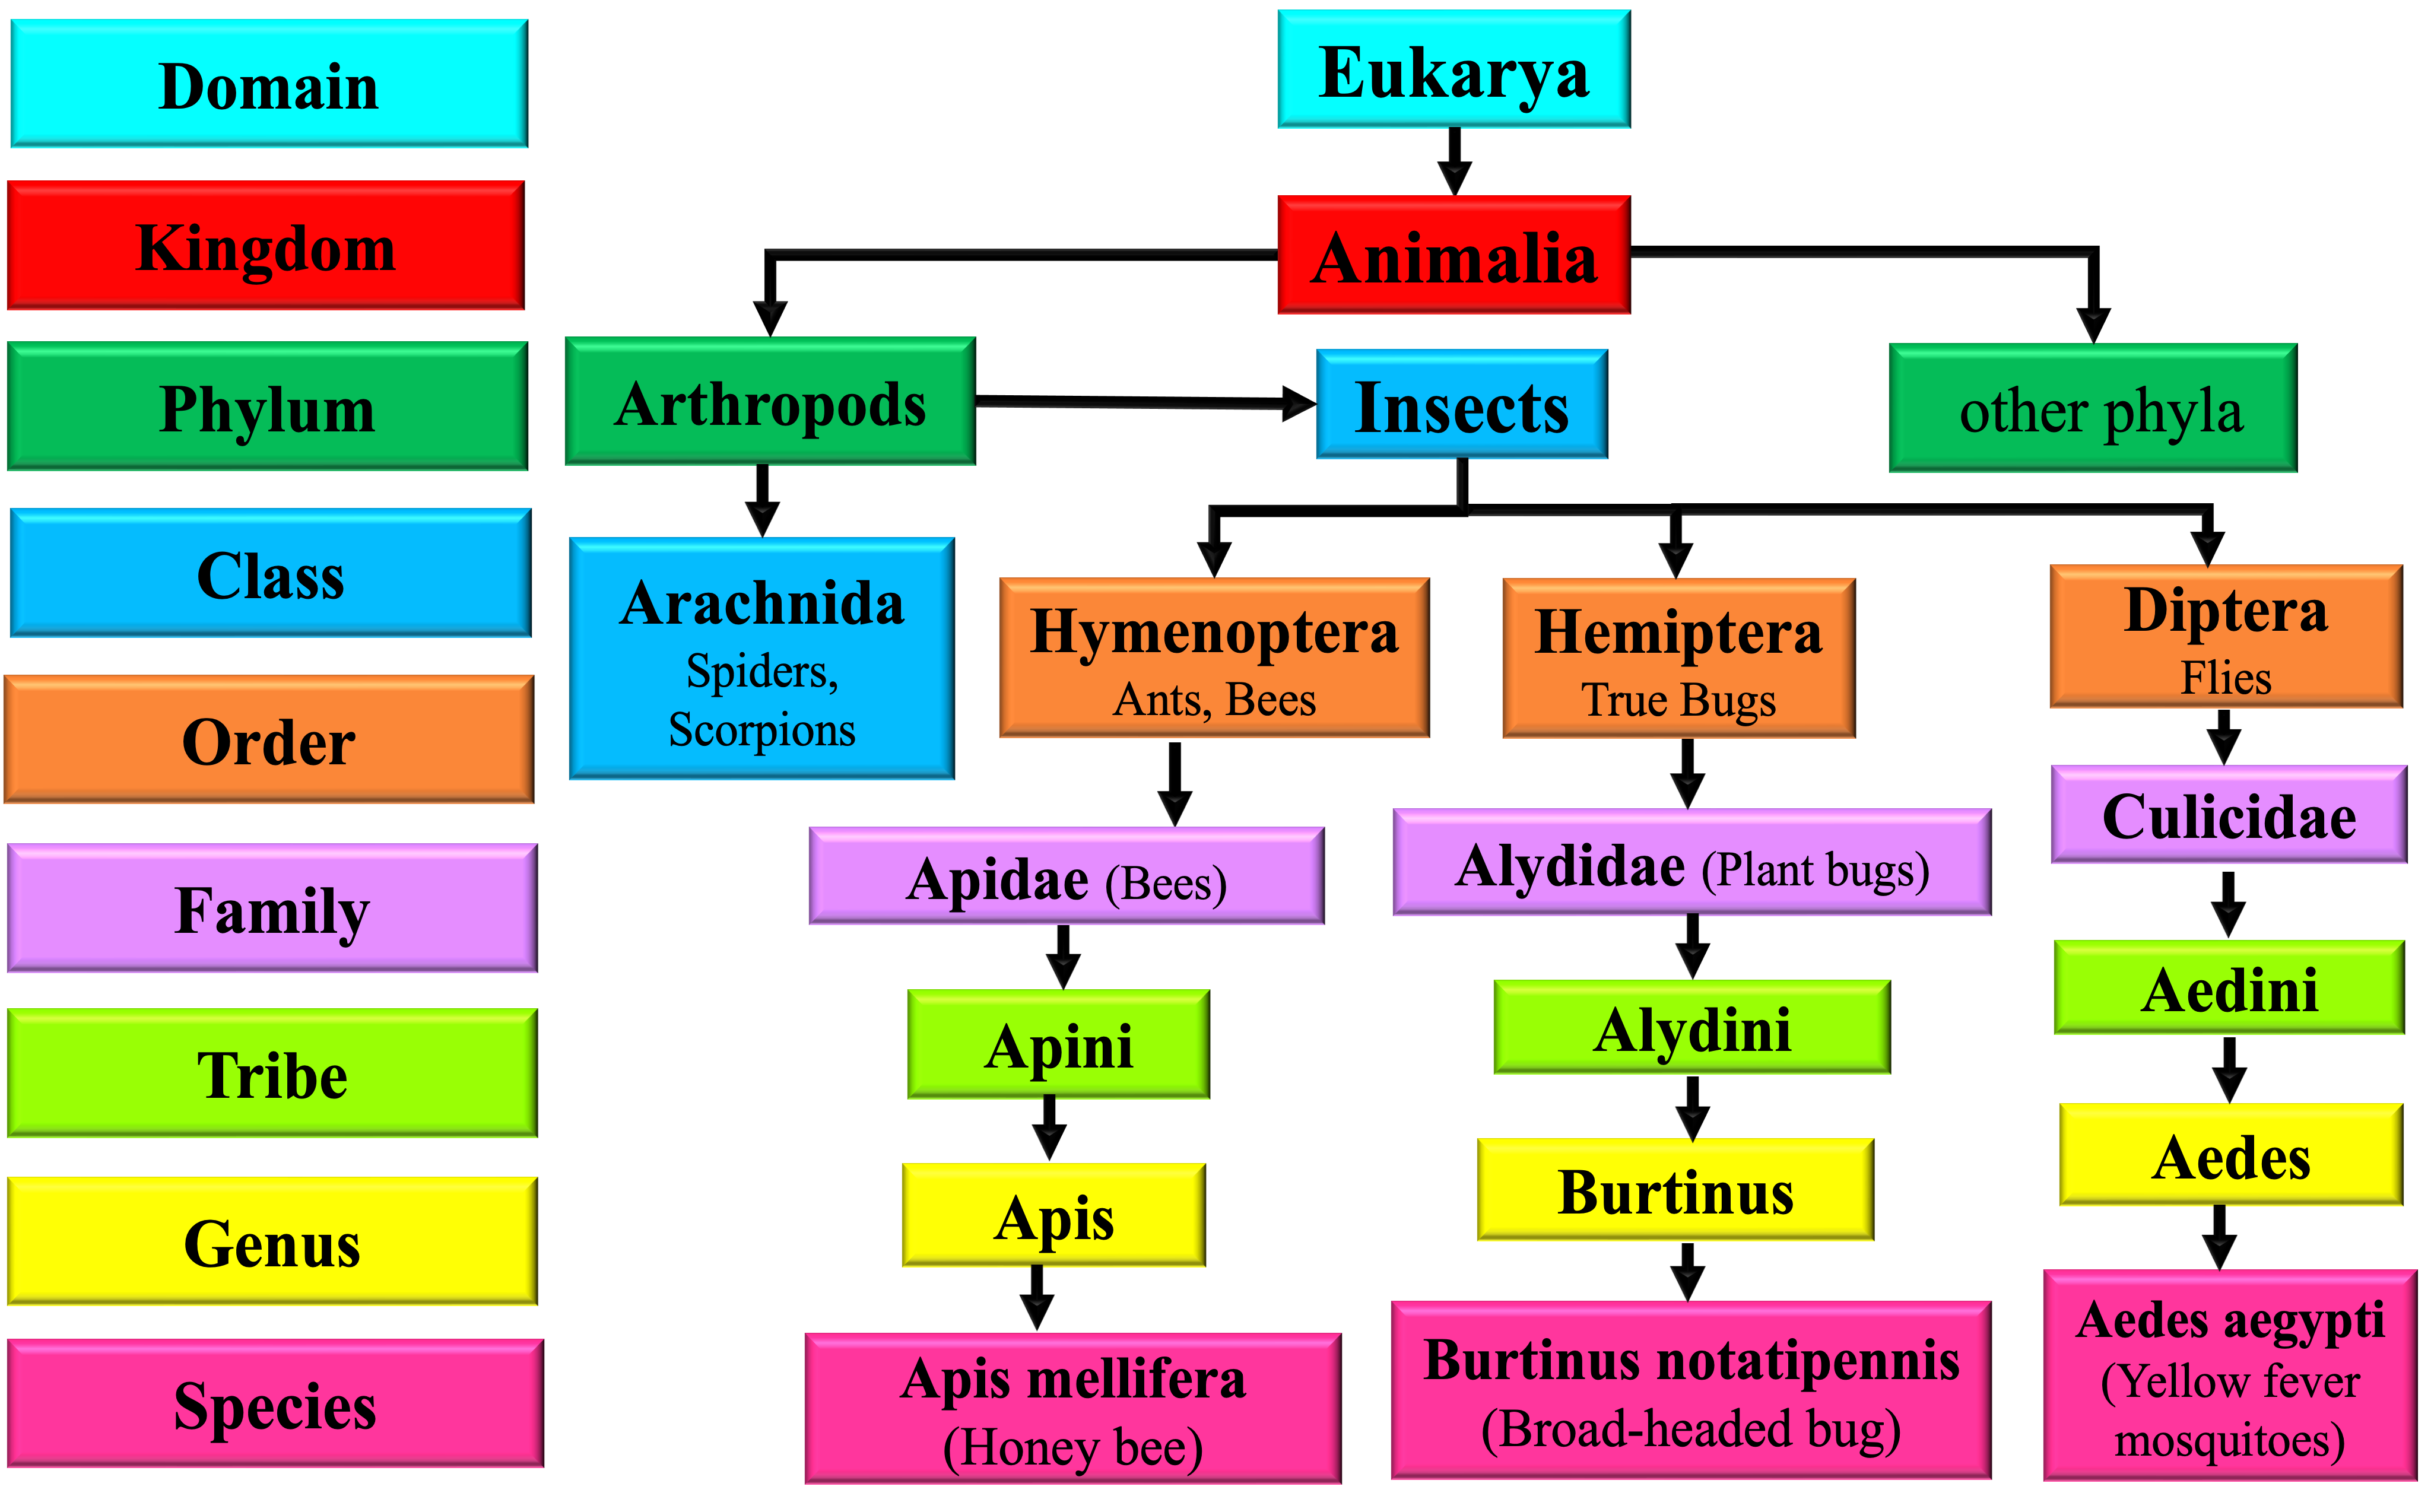 Domain
Kingdom
Phylum
Class
Order
Family
Tribe
Genus
Species
Eukarya
Animalia
Arthropods
Insects
other phyla
Arachnida
Spiders,
Scorpions
Hymenoptera
Ants, Bees
Hemiptera
True Bugs
Diptera
Flies
Apidae (Bees)
Alydidae (Plant bugs)
Culicidae
Apini
Alydini
Aedini
Apis
Burtinus
Aedes
Apis mellifera
(Honey bee)
Burtinus notatipennis
(Broad-headed bug)
Aedes aegypti
(Yellow fever
mosquitoes)